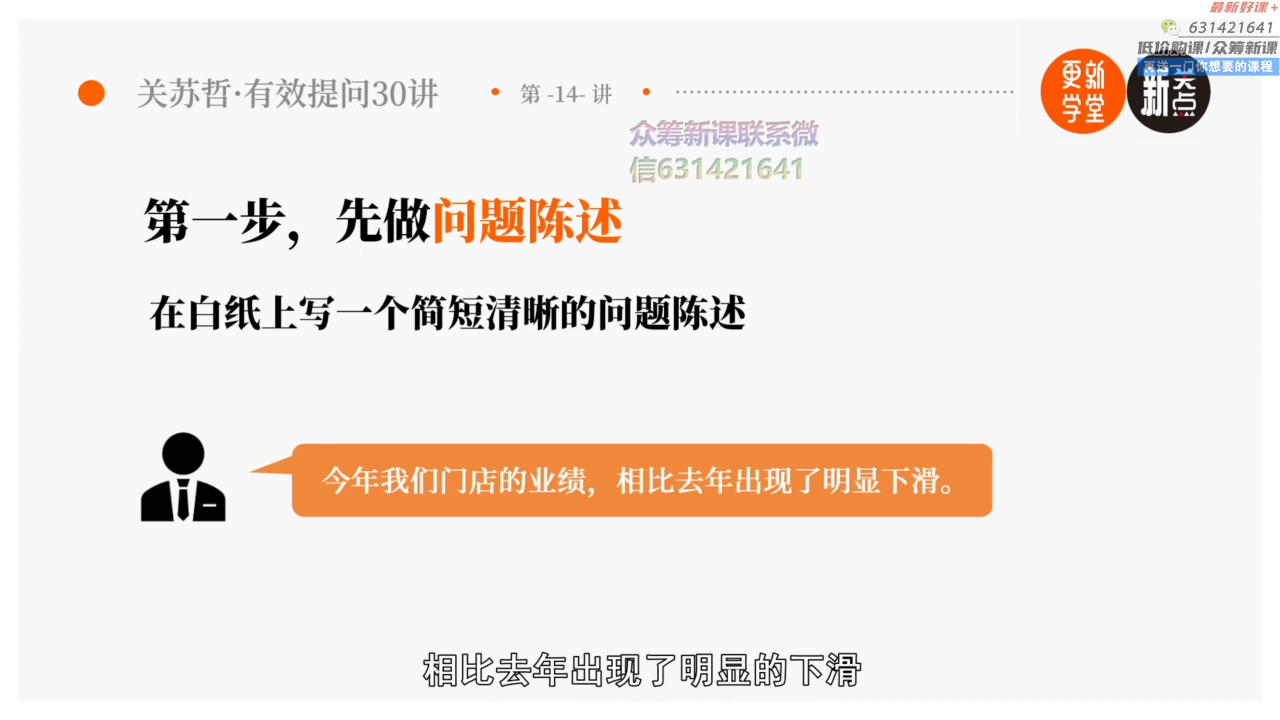 最新好课+
631421641
低价购课/众筹新课
再送一门你想要的课程
关苏哲·有效提问30讲
第 -14- 讲
更新学堂
新关点
众筹新课联系微
信631421641
第一步，先做问题陈述
在白纸上写一个简短清晰的问题陈述
今年我们门店的业绩，相比去年出现了明显下滑。
相比去年出现了明显的下滑